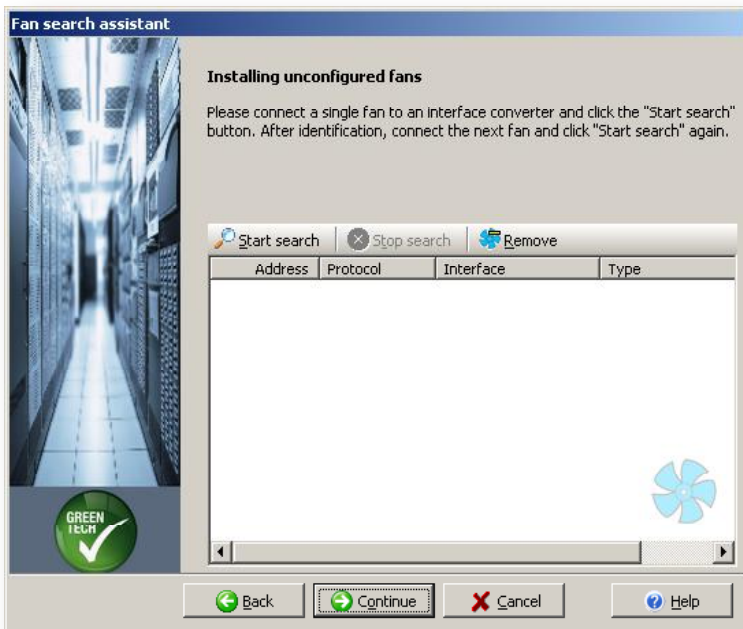 Fan search assistant
Installing unconfigured fans
Please connect a single fan to an interface converter and click the "Start search"
button. After identification, connect the next fan and click "Start search" again.
Start search Stop search Remove
Address Protocol Interface Type
GREEN
TECH
Back Continue Cancel Help